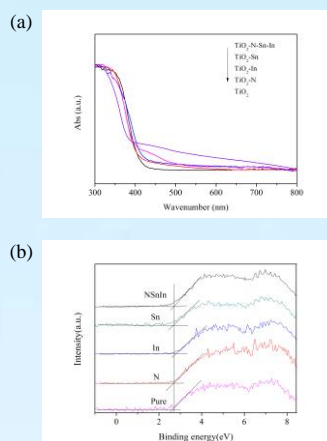 (a)
TiO2-N-Sn-In
TiO2-Sn
TiO2-In
TiO2-N
TiO2
Abs (a.u.)
300 400 500 600 700 800
Wavenumber (nm)
(b)
NSnIn
Sn
In
N
Pure
Intensity(a.u.)
0 2 4 6 8
Binding energy(eV)